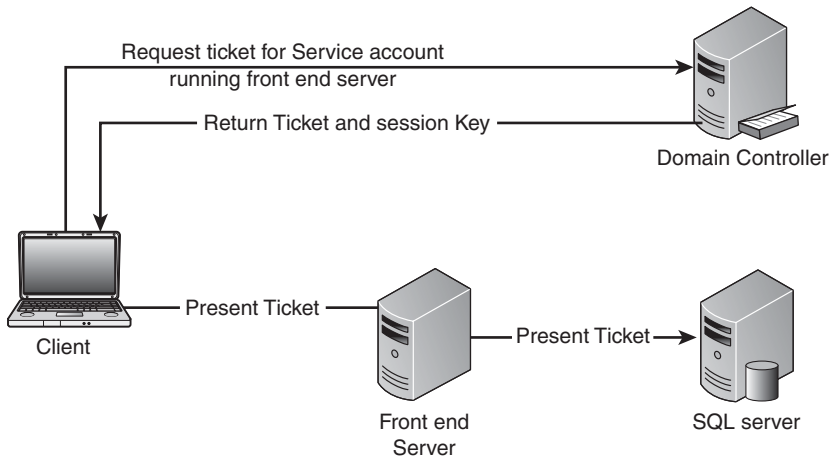 Request ticket for Service account
running front end server
Return Ticket and session Key
Domain Controller
Present Ticket
Present Ticket
Client
Front end
Server
SQL server